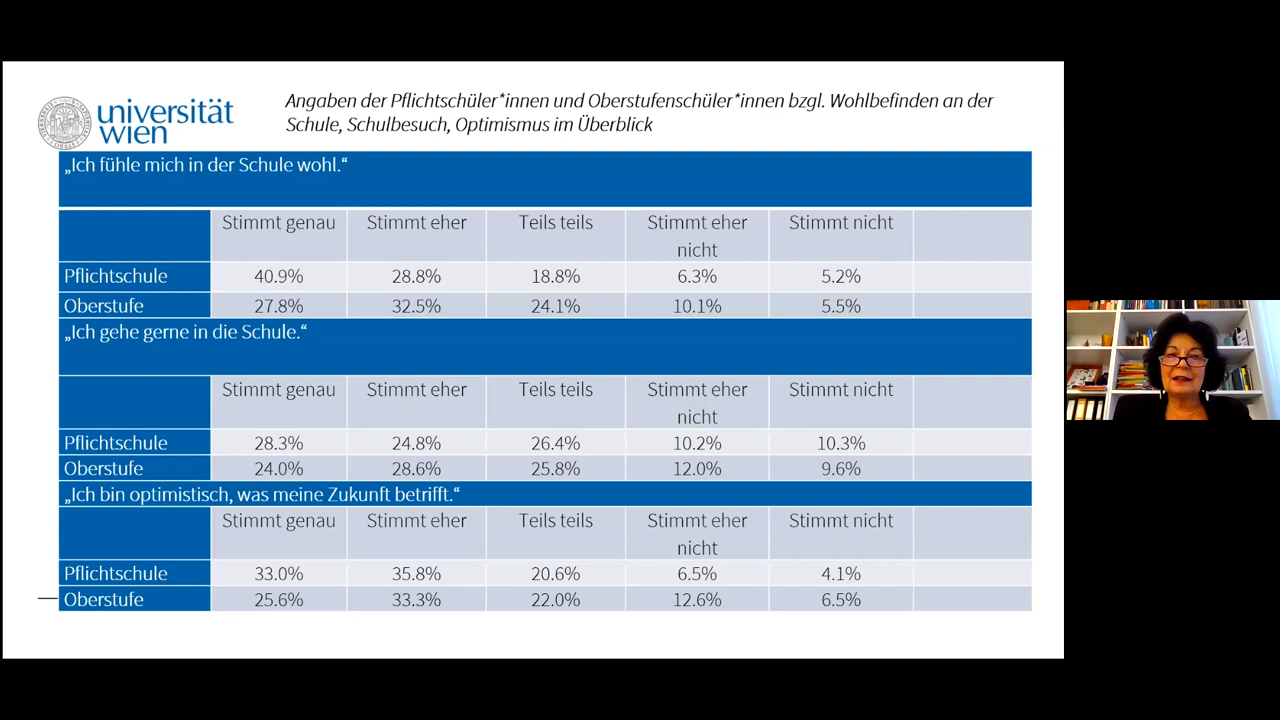 universität
wien
Angaben der Pflichtschüler*innen und Oberstufenschüler*innen bzgl. Wohlbefinden an der
Schule, Schulbesuch, Optimismus im Überblick
„Ich fühle mich in der Schule wohl.“
Stimmt genau Stimmt eher Teils teils Stimmt eher nicht Stimmt nicht
Pflichtschule 40.9% 28.8% 18.8% 6.3% 5.2%
Oberstufe 27.8% 32.5% 24.1% 10.1% 5.5%
„Ich gehe gerne in die Schule.“
Stimmt genau Stimmt eher Teils teils Stimmt eher nicht Stimmt nicht
Pflichtschule 28.3% 24.8% 26.4% 10.2% 10.3%
Oberstufe 24.0% 28.6% 25.8% 12.0% 9.6%
„Ich bin optimistisch, was meine Zukunft betrifft.“
Stimmt genau Stimmt eher Teils teils Stimmt eher nicht Stimmt nicht
Pflichtschule 33.0% 35.8% 20.6% 6.5% 4.1%
Oberstufe 25.6% 33.3% 22.0% 12.6% 6.5%